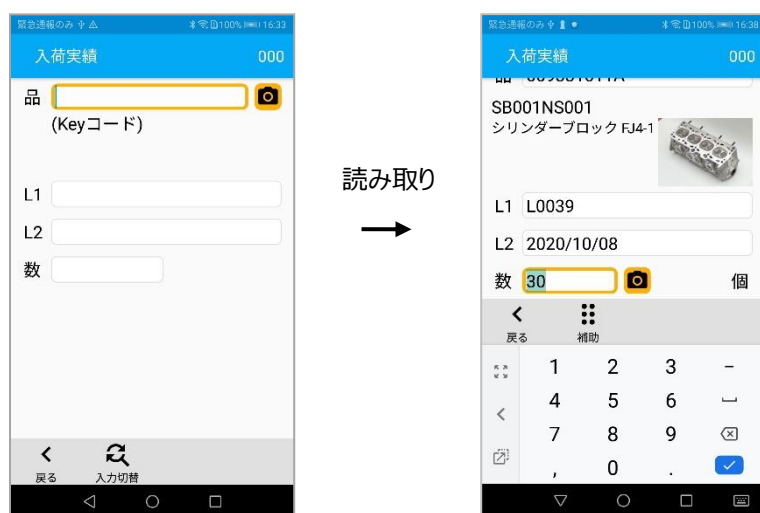 緊急通報のみ 100% 16:33
入荷実績 000
品
(Keyコード)
L1
L2
数
戻る 入力切替
読み取り
緊急通報のみ 100% 16:38
入荷実績 000
SB001NS001
シリンダーブロック FJ4-1
L1 L0039
L2 2020/10/08
数 30 個
戻る 補助
1 2 3 -
4 5 6
7 8 9
, 0 .